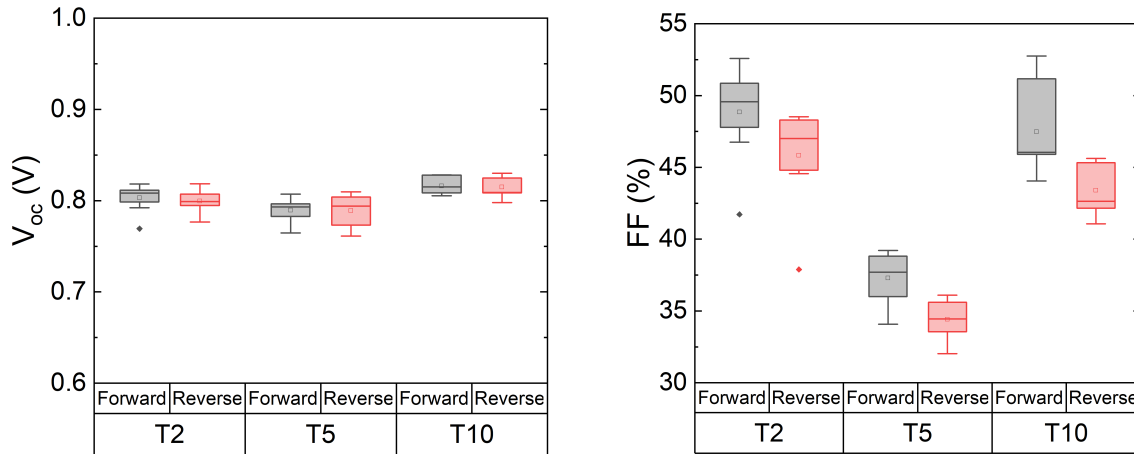 V_oc (V)
1.0
0.9
0.8
0.7
0.6
Forward Reverse Forward Reverse Forward Reverse
T2 T5 T10
FF (%)
55
50
45
40
35
30
Forward Reverse Forward Reverse Forward Reverse
T2 T5 T10